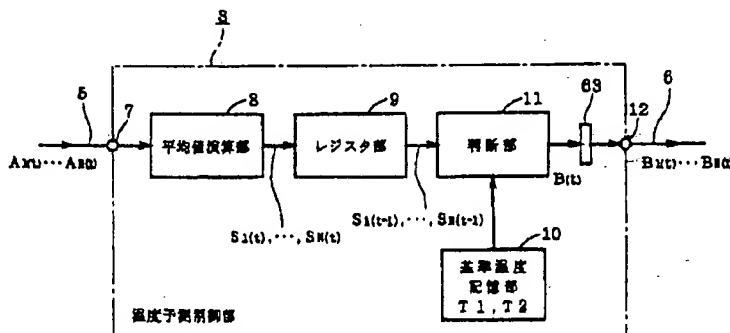 3
8
9
11
63
5
7
12
6
平均値演算部
レジスタ部
判断部
A1(t)…AN(t)
B(t)
B1(t)…BN(t)
S1(t),…,SN(t)
S1(t-1),…,SN(t-1)
10
基準温度
記憶部
T1,T2
温度予測制御部